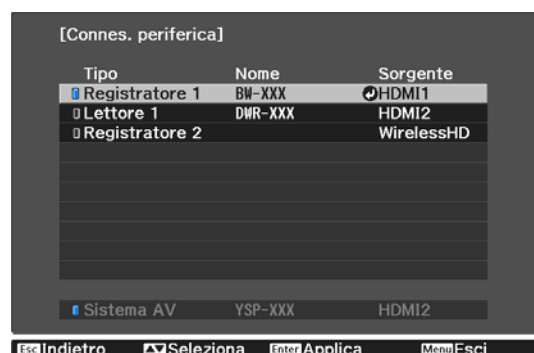 [Connes. periferica]
Tipo Nome Sorgente
Registratore 1 BW-XXX HDMI1
Lettore 1 DWR-XXX HDMI2
Registratore 2 WirelessHD
Sistema AV YSP-XXX HDMI2
Esc Indietro Seleziona Enter Applica Menu Esci